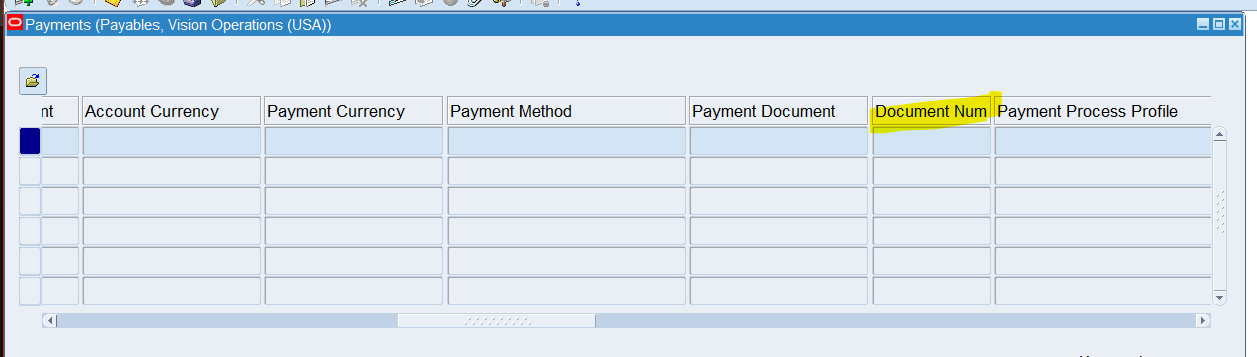 Payments (Payables, Vision Operations (USA))
nt Account Currency Payment Currency Payment Method Payment Document Document Num Payment Process Profile